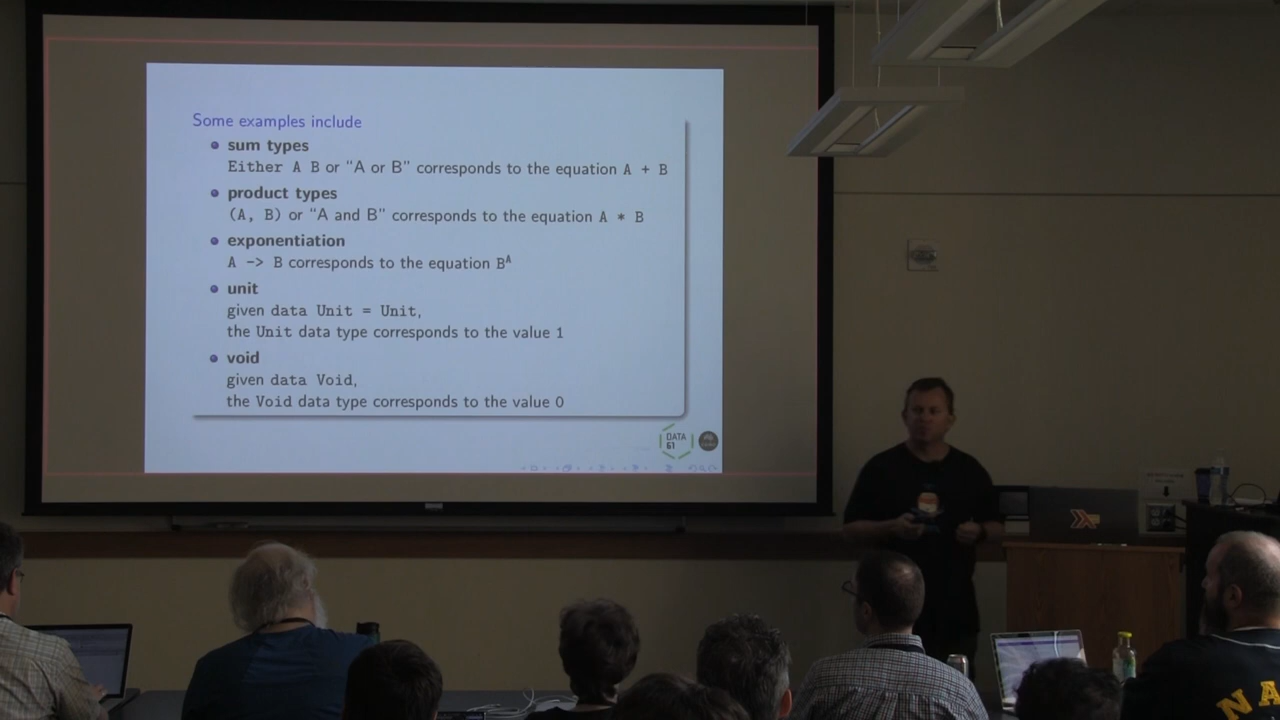 Some examples include
sum types
Either A B or “A or B” corresponds to the equation A + B
product types
(A, B) or “A and B” corresponds to the equation A * B
exponentiation
A -> B corresponds to the equation Bᴬ
unit
given data Unit = Unit,
the Unit data type corresponds to the value 1
void
given data Void,
the Void data type corresponds to the value 0
DATA
61
NA